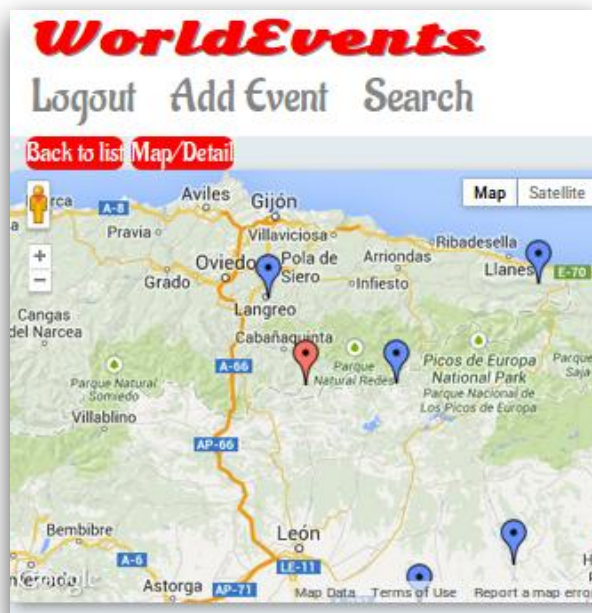 WorldEvents
Logout Add Event Search
Back to list Map/Detail
Map Satellite
Aviles Gijón
A-8
Pravia
Villaviciosa
Ribadesella
Oviedo Pola de Siero
Arriondas
Llanes
E-70
Grado
Infiesto
Langreo
Cangas del Narcea
Cabañaquinta
A-66
Parque Natural Redes
Picos de Europa National Park
Parque Nacional de Los Picos de Europa
Parque Saja
Parque Natural Somiedo
Villablino
AP-66
Bembibre
León
A-6
LE-11
Google
Astorga
AP-71
Map Data Terms of Use Report a map error